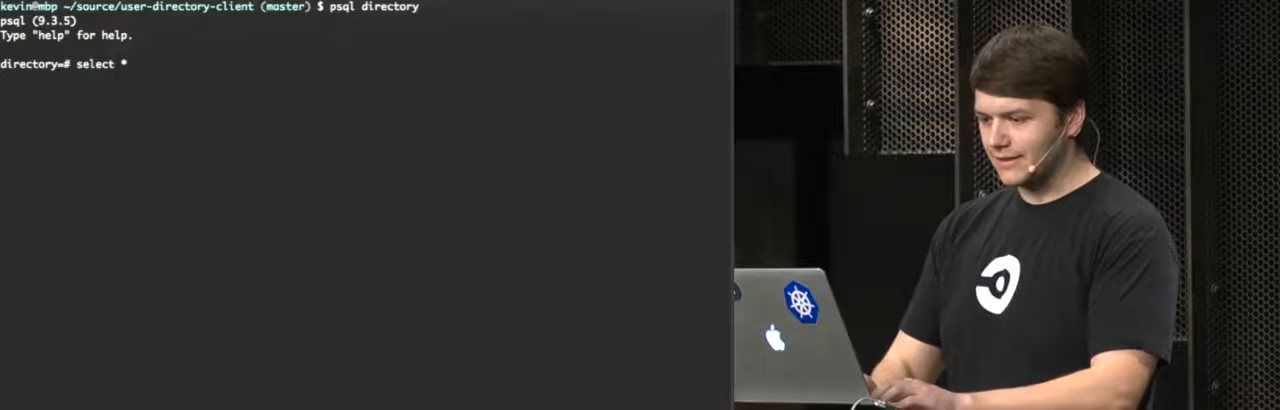 kevin@mbp ~/source/user-directory-client (master) $ psql directory
psql (9.3.5)
Type "help" for help.
directory=# select *